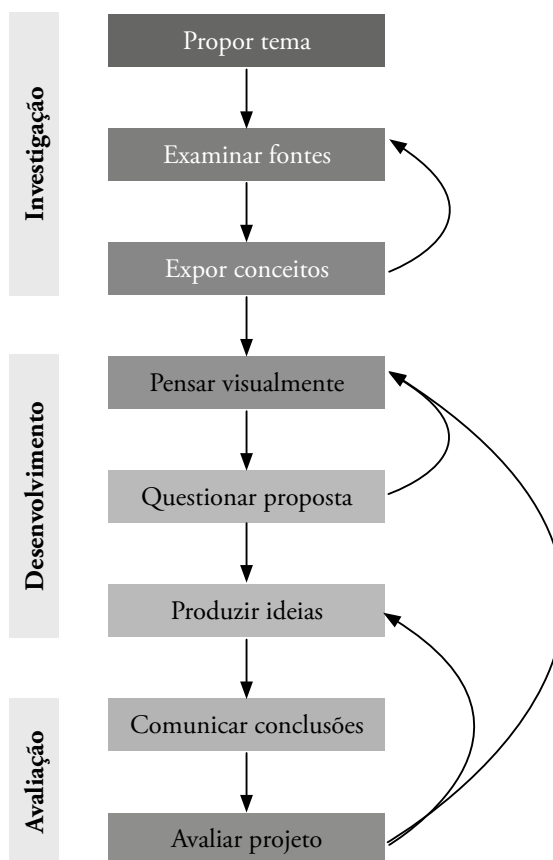 Investigação
Propor tema
Examinar fontes
Expor conceitos
Desenvolvimento
Pensar visualmente
Questionar proposta
Produzir ideias
Avaliação
Comunicar conclusões
Avaliar projeto